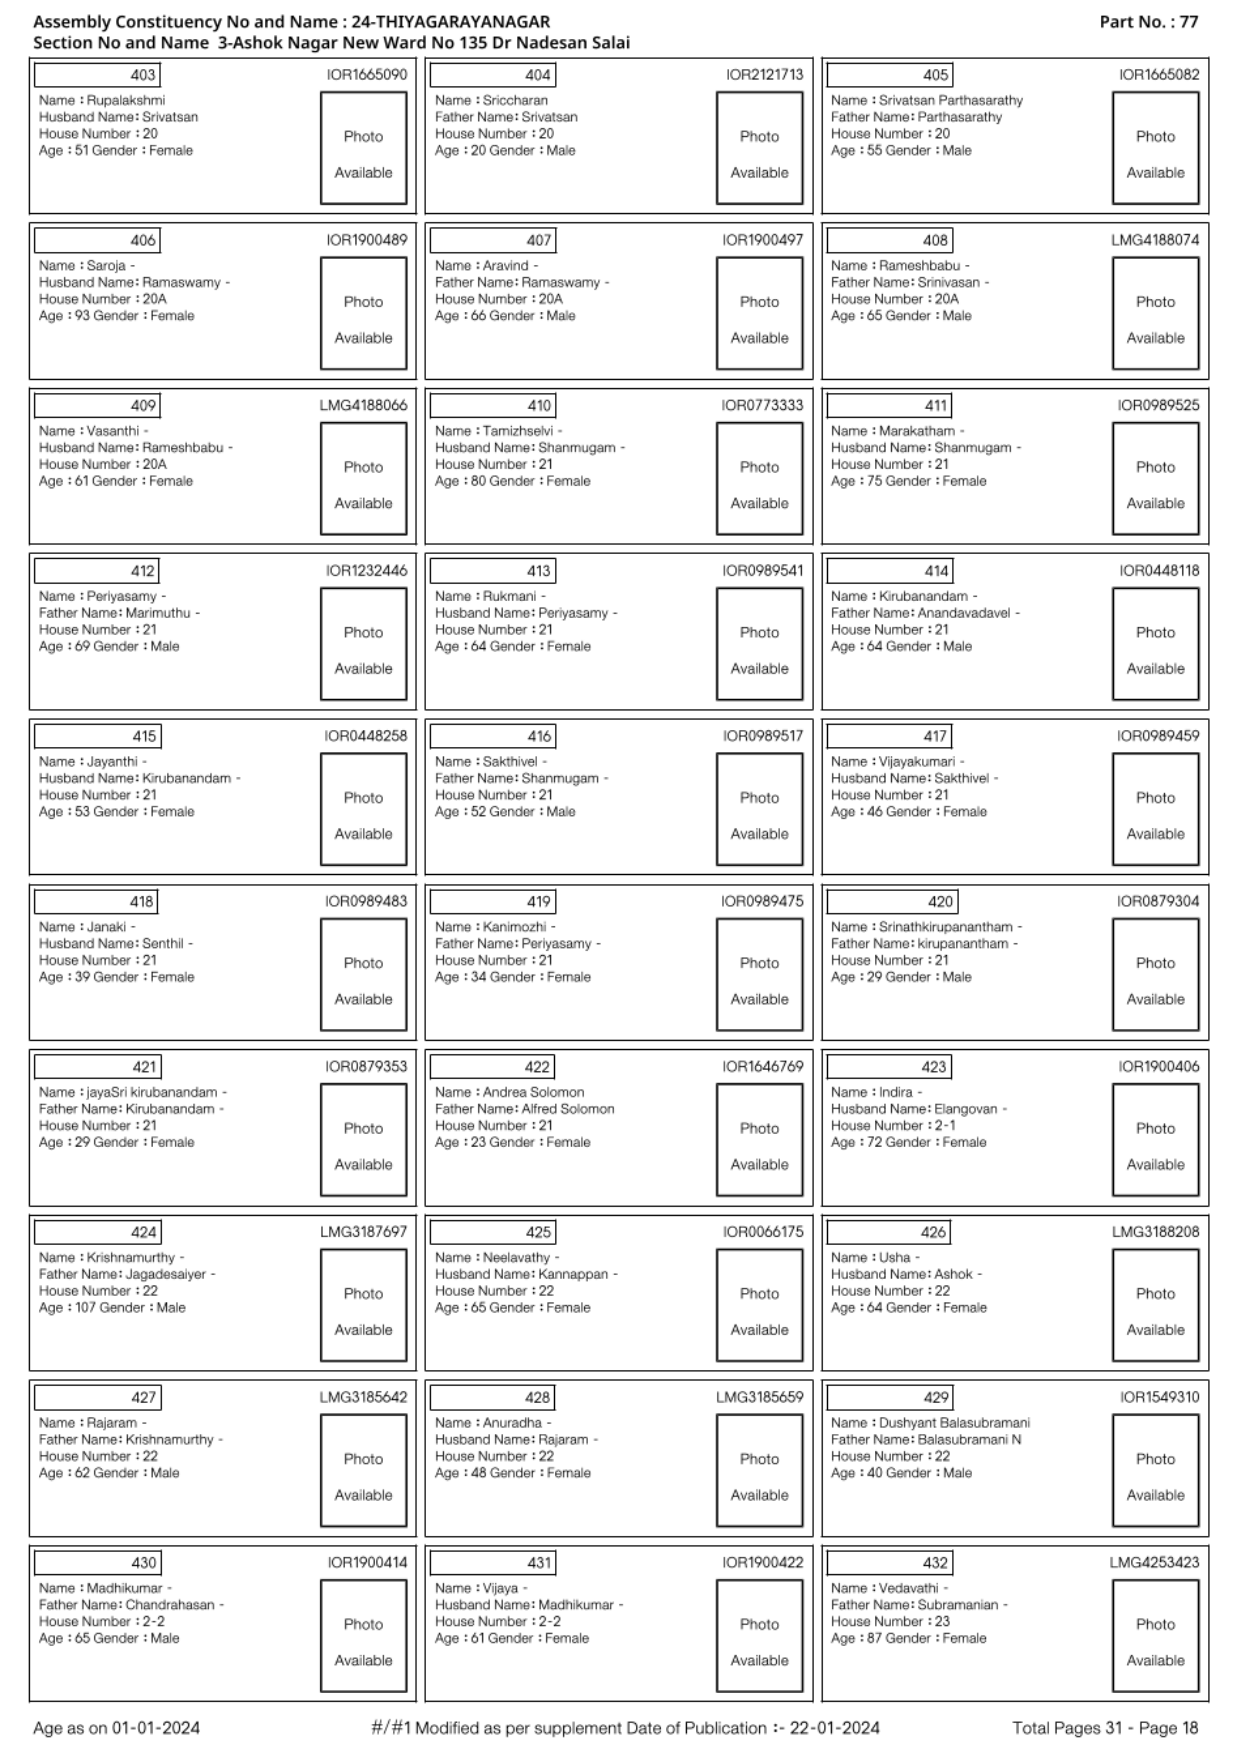 Assembly Constituency No and Name : 24-THIYAGARAYANAGAR
Part No. : 77
Section No and Name 3-Ashok Nagar New Ward No 135 Dr Nadesan Salai
403 IOR1665090
Name : Rupalakshmi
Husband Name: Srivatsan
House Number : 20
Age : 51 Gender : Female
Photo
Available
404 IOR2121713
Name : Sriccharan
Father Name: Srivatsan
House Number : 20
Age : 20 Gender : Male
Photo
Available
405 IOR1665082
Name : Srivatsan Parthasarathy
Father Name: Parthasarathy
House Number : 20
Age : 55 Gender : Male
Photo
Available
406 IOR1900489
Name : Saroja -
Husband Name: Ramaswamy -
House Number : 20A
Age : 93 Gender : Female
Photo
Available
407 IOR1900497
Name : Aravind -
Father Name: Ramaswamy -
House Number : 20A
Age : 66 Gender : Male
Photo
Available
408 LMG4188074
Name : Rameshbabu -
Father Name: Srinivasan -
House Number : 20A
Age : 65 Gender : Male
Photo
Available
409 LMG4188066
Name : Vasanthi -
Husband Name: Rameshbabu -
House Number : 20A
Age : 61 Gender : Female
Photo
Available
410 IOR0773333
Name : Tamizhselvi -
Husband Name: Shanmugam -
House Number : 21
Age : 80 Gender : Female
Photo
Available
411 IOR0989525
Name : Marakatham -
Husband Name: Shanmugam -
House Number : 21
Age : 75 Gender : Female
Photo
Available
412 IOR1232446
Name : Periyasamy -
Father Name: Marimuthu -
House Number : 21
Age : 69 Gender : Male
Photo
Available
413 IOR0989541
Name : Rukmani -
Husband Name: Periyasamy -
House Number : 21
Age : 64 Gender : Female
Photo
Available
414 IOR0448118
Name : Kirubanandam -
Father Name: Anandavadavel -
House Number : 21
Age : 64 Gender : Male
Photo
Available
415 IOR0448258
Name : Jayanthi -
Husband Name: Kirubanandam -
House Number : 21
Age : 53 Gender : Female
Photo
Available
416 IOR0989517
Name : Sakthivel -
Father Name: Shanmugam -
House Number : 21
Age : 52 Gender : Male
Photo
Available
417 IOR0989459
Name : Vijayakumari -
Husband Name: Sakthivel -
House Number : 21
Age : 46 Gender : Female
Photo
Available
418 IOR0989483
Name : Janaki -
Husband Name: Senthil -
House Number : 21
Age : 39 Gender : Female
Photo
Available
419 IOR0989475
Name : Kanimozhi -
Father Name: Periyasamy -
House Number : 21
Age : 34 Gender : Female
Photo
Available
420 IOR0879304
Name : Srinathkirupanantham -
Father Name: kirupanantham -
House Number : 21
Age : 29 Gender : Male
Photo
Available
421 IOR0879353
Name : jayaSri kirubanandam -
Father Name: Kirubanandam -
House Number : 21
Age : 29 Gender : Female
Photo
Available
422 IOR1646769
Name : Andrea Solomon
Father Name: Alfred Solomon
House Number : 21
Age : 23 Gender : Female
Photo
Available
423 IOR1900406
Name : Indira -
Husband Name: Elangovan -
House Number : 2-1
Age : 72 Gender : Female
Photo
Available
424 LMG3187697
Name : Krishnamurthy -
Father Name: Jagadesaiyer -
House Number : 22
Age : 107 Gender : Male
Photo
Available
425 IOR0066175
Name : Neelavathy -
Husband Name: Kannappan -
House Number : 22
Age : 65 Gender : Female
Photo
Available
426 LMG3188208
Name : Usha -
Husband Name: Ashok -
House Number : 22
Age : 64 Gender : Female
Photo
Available
427 LMG3185642
Name : Rajaram -
Father Name: Krishnamurthy -
House Number : 22
Age : 62 Gender : Male
Photo
Available
428 LMG3185659
Name : Anuradha -
Husband Name: Rajaram -
House Number : 22
Age : 48 Gender : Female
Photo
Available
429 IOR1549310
Name : Dushyant Balasubramani
Father Name: Balasubramani N
House Number : 22
Age : 40 Gender : Male
Photo
Available
430 IOR1900414
Name : Madhikumar -
Father Name: Chandrahasan -
House Number : 2-2
Age : 65 Gender : Male
Photo
Available
431 IOR1900422
Name : Vijaya -
Husband Name: Madhikumar -
House Number : 2-2
Age : 61 Gender : Female
Photo
Available
432 LMG4253423
Name : Vedavathi -
Father Name: Subramanian -
House Number : 23
Age : 87 Gender : Female
Photo
Available
Age as on 01-01-2024
#/#1 Modified as per supplement Date of Publication :- 22-01-2024
Total Pages 31 - Page 18